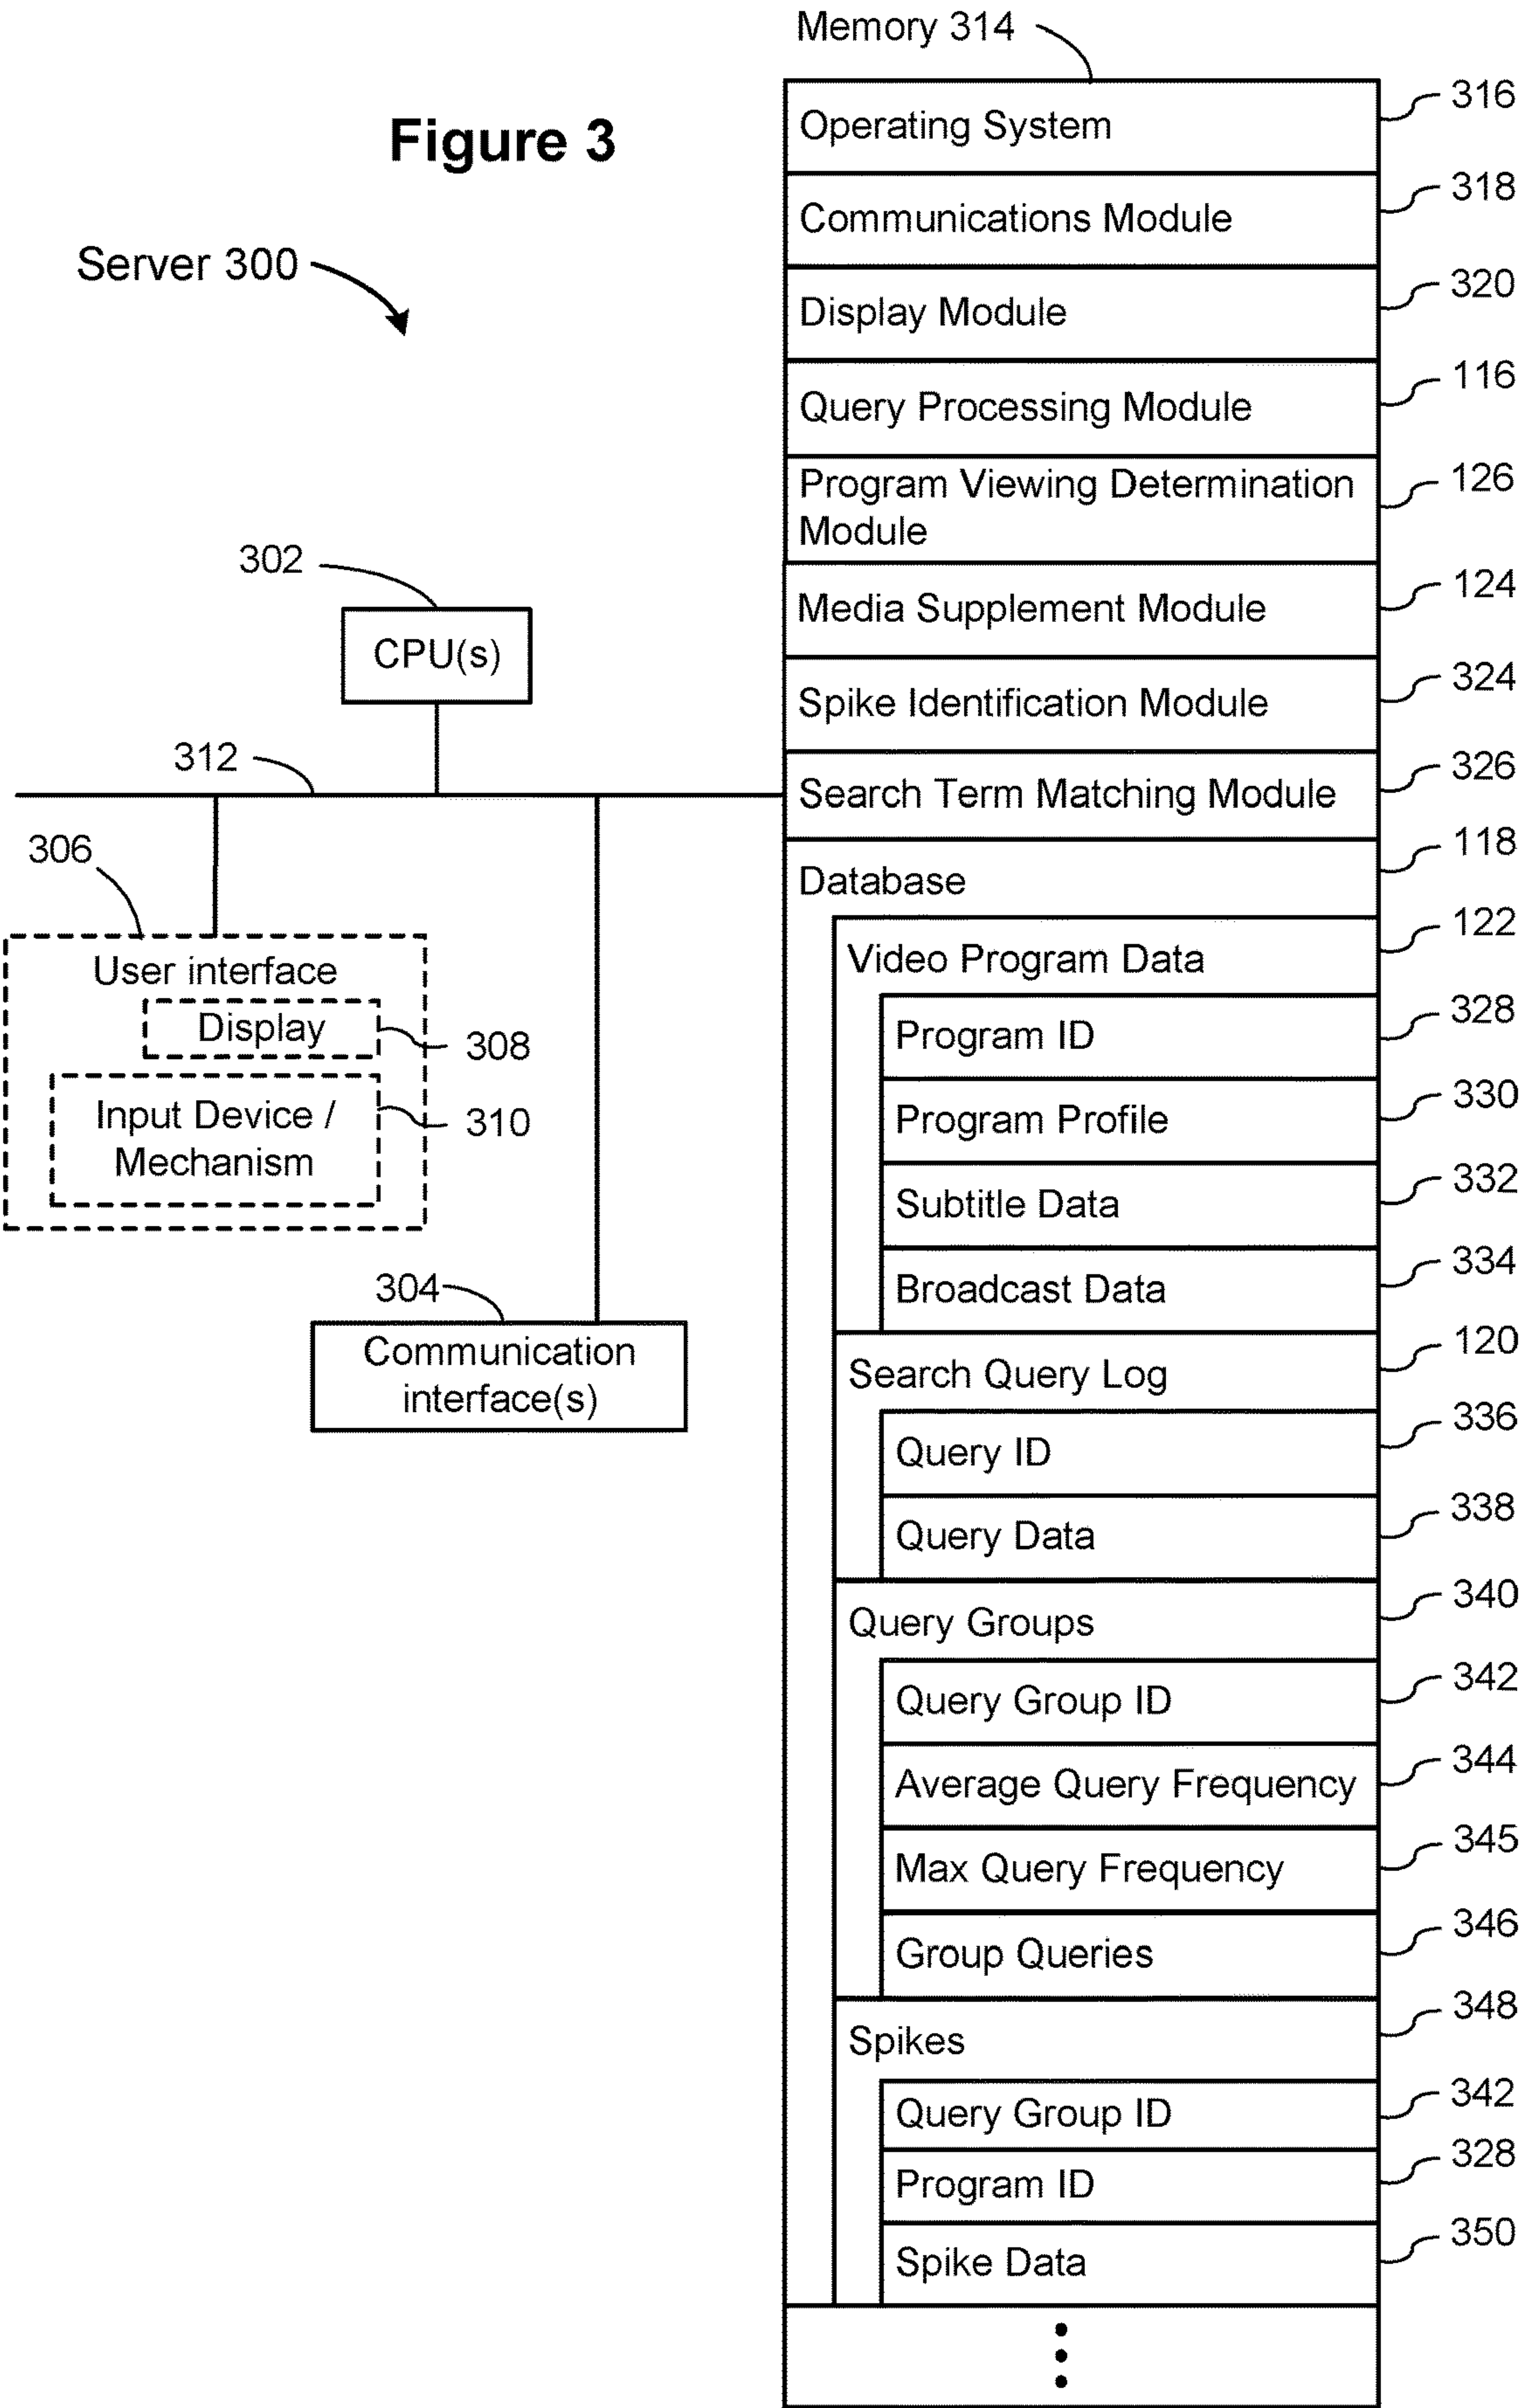 Memory 314
Figure 3
Server 300
Operating System 316
Communications Module 318
Display Module 320
Query Processing Module 116
Program Viewing Determination
Module 126
Media Supplement Module 124
Spike Identification Module 324
Search Term Matching Module 326
Database 118
Video Program Data 122
Program ID 328
Program Profile 330
Subtitle Data 332
Broadcast Data 334
Search Query Log 120
Query ID 336
Query Data 338
Query Groups 340
Query Group ID 342
Average Query Frequency 344
Max Query Frequency 345
Group Queries 346
Spikes 348
Query Group ID 342
Program ID 328
Spike Data 350
302
CPU(s)
312
306
User interface
Display 308
Input Device /
Mechanism 310
304
Communication
interface(s)